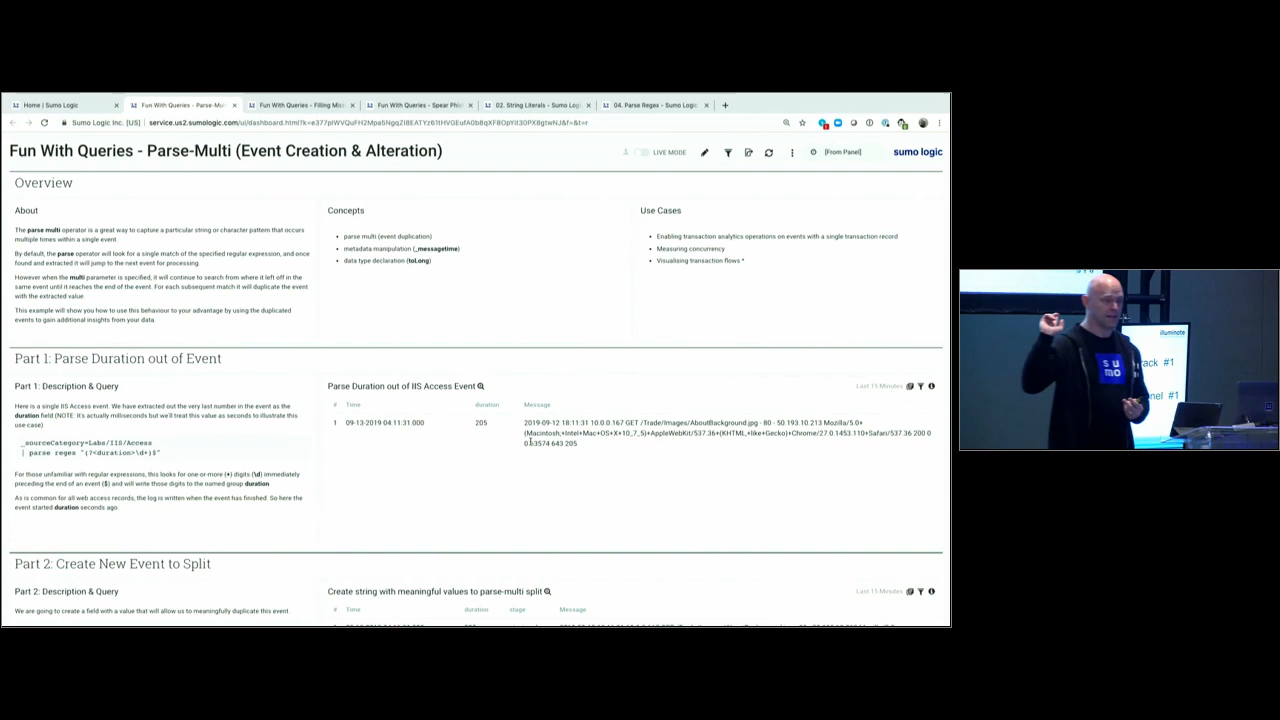 Home | Sumo Logic
Fun With Queries - Parse-Mu
Fun With Queries - Filling Mis
Fun With Queries - Spear Phi
02. String Literals - Sumo Log
04. Parse Regex - Sumo Logic
Sumo Logic Inc. [US]
Fun With Queries - Parse-Multi (Event Creation & Alteration)
LIVE MODE
[From Panel]
sumo logic
Overview
About
The parse multi operator is a great way to capture a particular string or character pattern that occurs
multiple times within a single event.
By default, the parse operator will look for a single match of the specified regular expression, and once
found and extracted it will jump to the next event for processing.
However when the multi parameter is specified, it will continue to search from where it left off in the
same event until it reaches the end of the event. For each subsequent match it will duplicate the event
with the extracted value.
This example will show you how to use this behaviour to your advantage by using the duplicated
events to gain additional insights from your data
Concepts
parse multi (event duplication)
metadata manipulation (_messagetime)
data type declaration (toLong)
Use Cases
Enabling transaction analytics operations on events with a single transaction record
Measuring concurrency
Visualising transaction flows *
Part 1: Parse Duration out of Event
Part 1: Description & Query
Here is a single IIS Access event. We have extracted out the very last number in the event as the
duration field (NOTE: it's actually milliseconds but we'll treat this value as seconds to illustrate this
use case)
_sourceCategory=Labs/IIS/Access
| parse regex "(?<duration>\d+)$"
For those unfamiliar with regular expressions, this looks for one-or-more (+) digits (\d) immediately
preceding the end of an event ($) and will write those digits to the named group duration
As is common for all web access records, the log is written when the event has finished. So here the
event started duration seconds ago.
Parse Duration out of IIS Access Event
Last 15 Minutes
# Time duration Message
1 09-13-2019 04:11:31.000 205 2019-09-12 18:11:31 10.0.0.167 GET /Trade/Images/AboutBackground.jpg - 80 - 50.193.10.213 Mozilla/5.0+
(Macintosh;+Intel+Mac+OS+X+10_7_5)+AppleWebKit/537.36+(KHTML,+like+Gecko)+Chrome/27.0.1453.110+Safari/537.36 200 0
0 63574 643 205
Part 2: Create New Event to Split
Part 2: Description & Query
We are going to create a field with a value that will allow us to meaningfully duplicate this event
Create string with meaningful values to parse-multi split
Last 15 Minutes
# Time duration stage Message
su
mo
illuminate
#1
#1